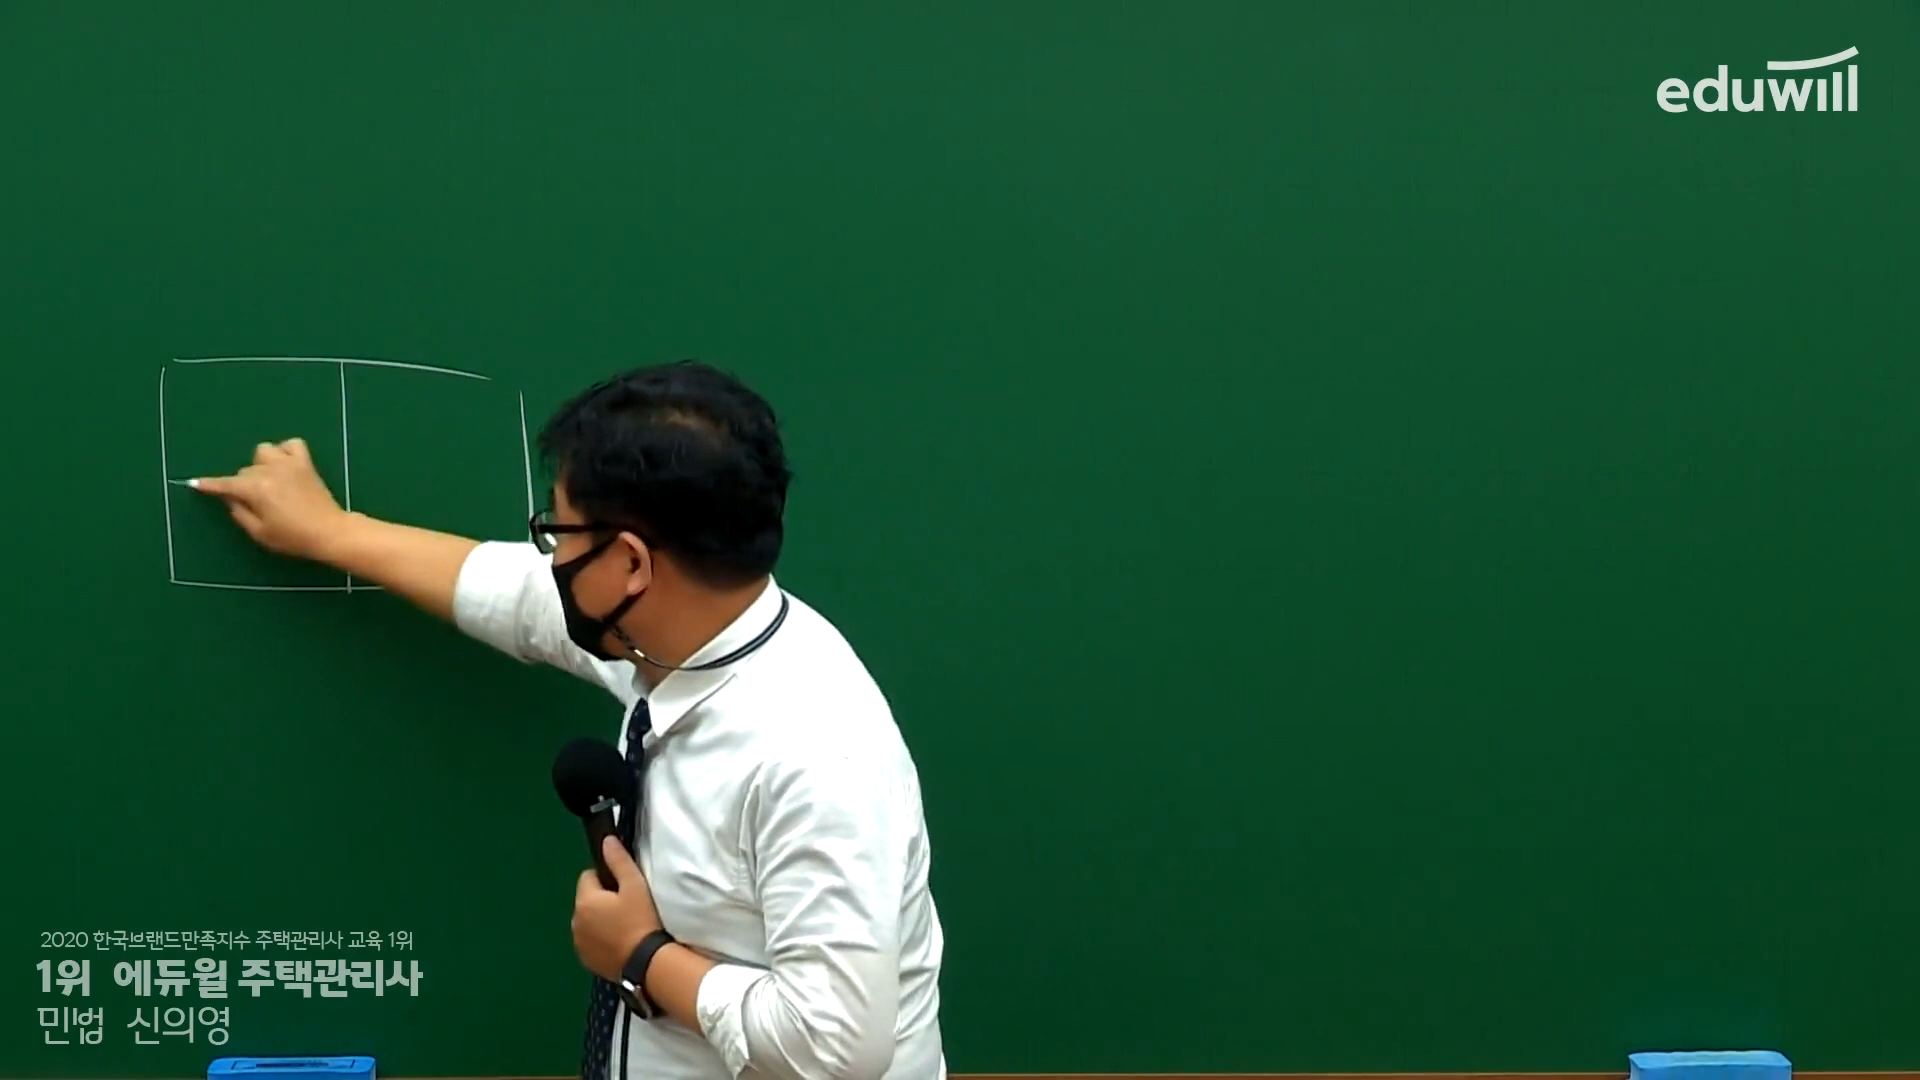 eduwill
2020 한국브랜드만족지수 주택관리사 교육 1위
1위 에듀윌 주택관리사
민법 신의영